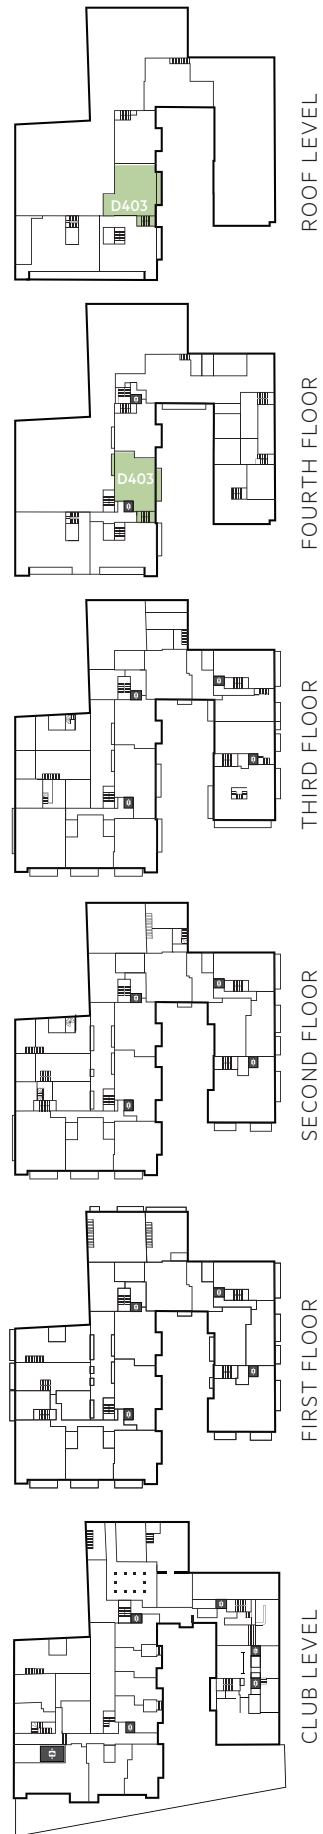 D403
ROOF LEVEL
D403
FOURTH FLOOR
THIRD FLOOR
SECOND FLOOR
FIRST FLOOR
CLUB LEVEL